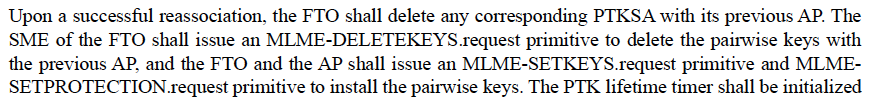 Upon a successful reassociation, the FTO shall delete any corresponding PTKSA with its previous AP. The
SME of the FTO shall issue an MLME-DELETEKEYS.request primitive to delete the pairwise keys with
the previous AP, and the FTO and the AP shall issue an MLME-SETKEYS.request primitive and MLME-
SETPROTECTION.request primitive to install the pairwise keys. The PTK lifetime timer shall be initialized